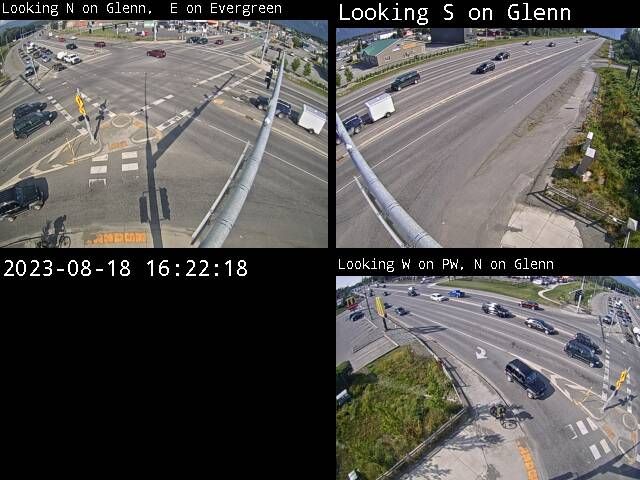 Looking N on Glenn, E on Evergreen
Looking S on Glenn
2023-08-18 16:22:18
Looking W on PW, N on Glenn